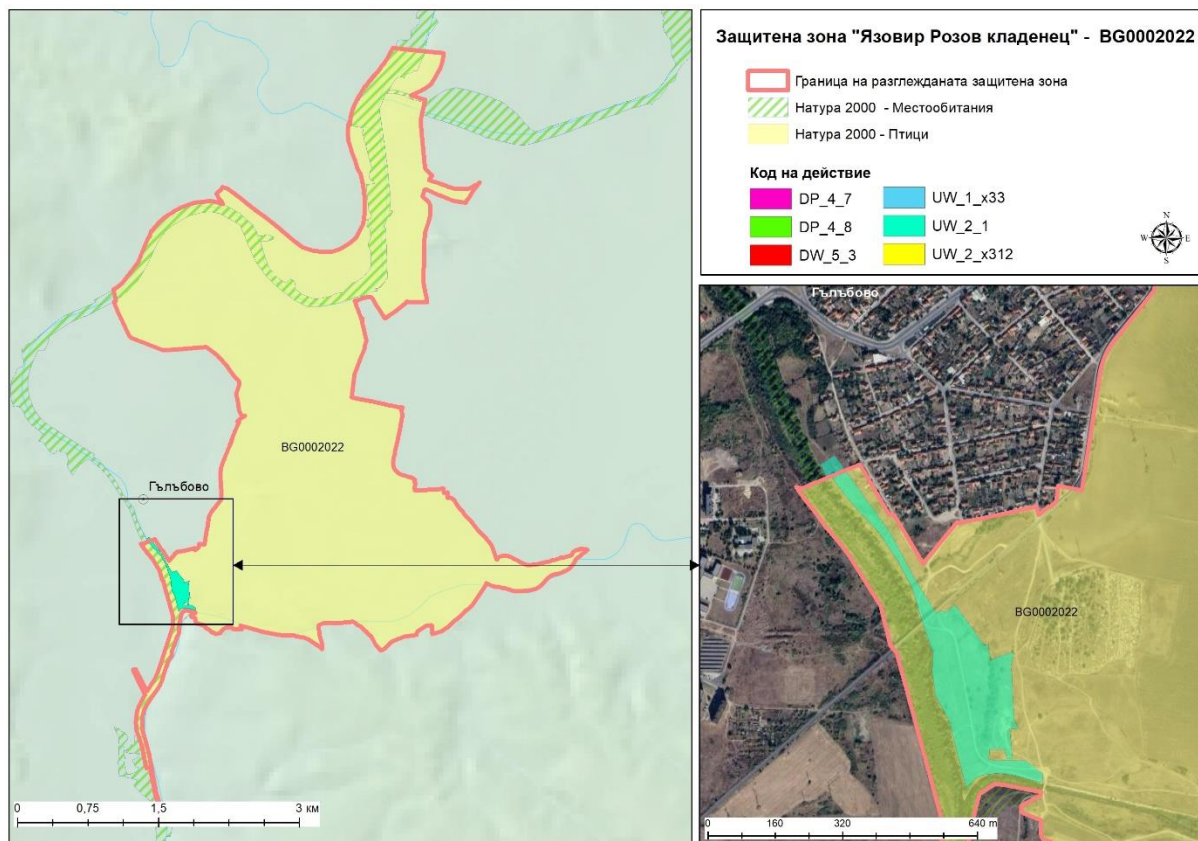 BG0002022
Гълъбово
0 0,75 1,5 3 км
Защитена зона "Язовир Розов кладенец" - BG0002022
Граница на разглежданата защитена зона
Натура 2000 - Местообитания
Натура 2000 - Птици
Код на действие
DP_4_7 UW_1_x33
DP_4_8 UW_2_1
DW_5_3 UW_2_x312
N
W E
S
Гълъбово
BG0002022
0 160 320 640 m